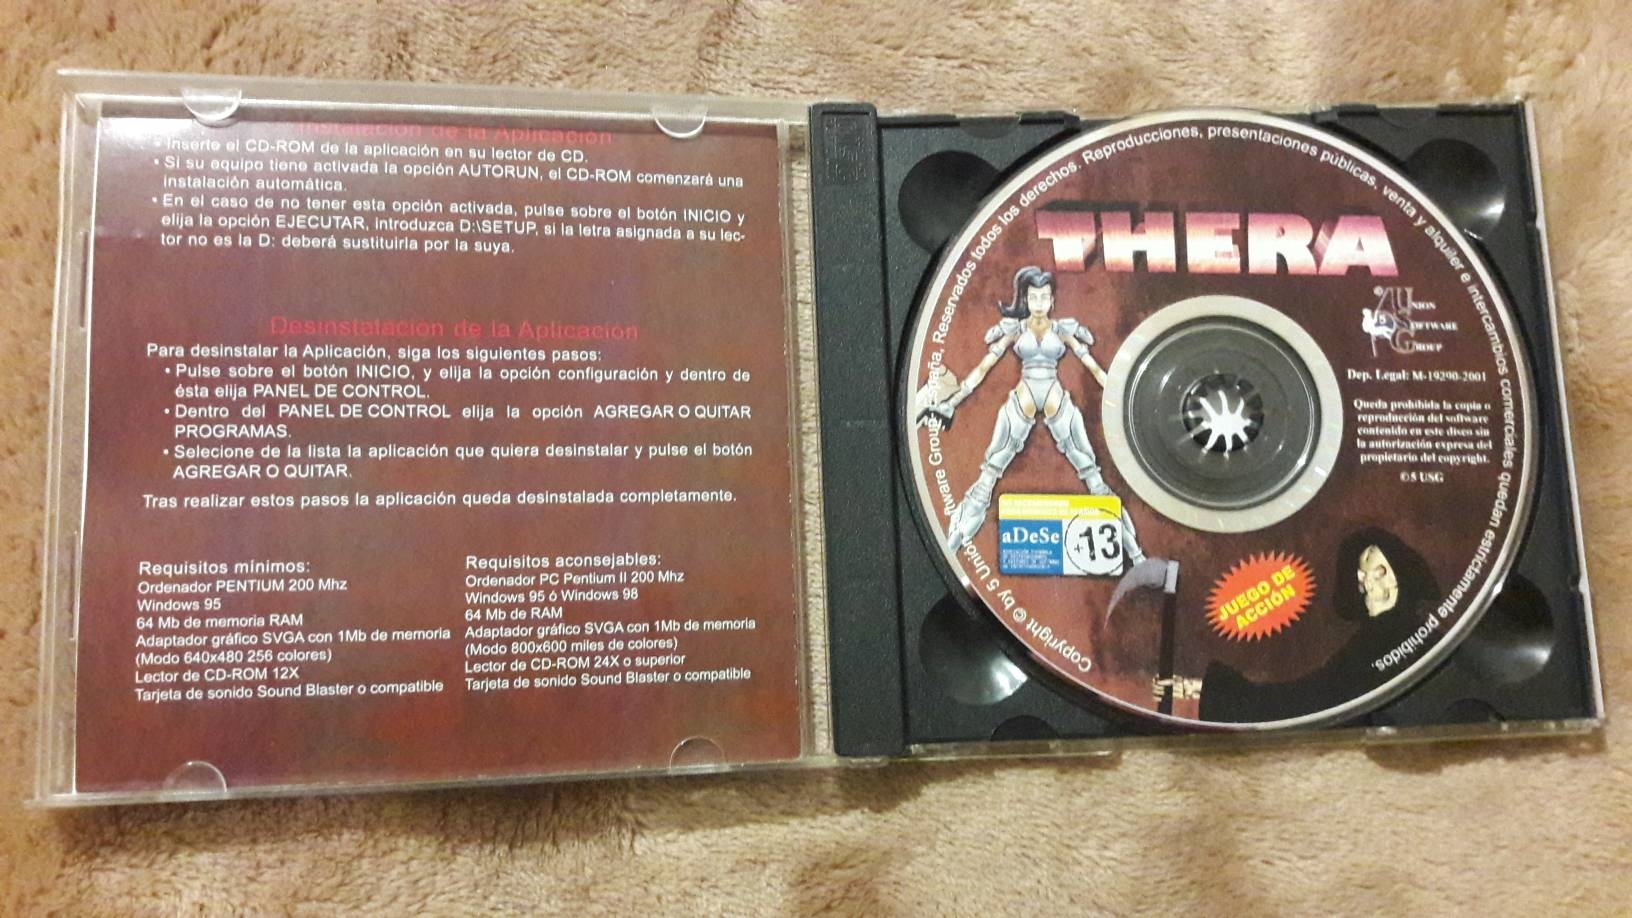 Instalación de la Aplicación
• Inserte el CD-ROM de la aplicación en su lector de CD.
• Si su equipo tiene activada la opción AUTORUN, el CD-ROM comenzará una
instalación automática.
• En el caso de no tener esta opción activada, pulse sobre el botón INICIO y
elija la opción EJECUTAR, introduzca D:\SETUP, si la letra asignada a su lec-
tor no es la D: deberá sustituirla por la suya.
Desinstalación de la Aplicación
Para desinstalar la Aplicación, siga los siguientes pasos:
• Pulse sobre el botón INICIO, y elija la opción configuración y dentro de
ésta elija PANEL DE CONTROL.
• Dentro del PANEL DE CONTROL elija la opción AGREGAR O QUITAR
PROGRAMAS.
• Selecione de la lista la aplicación que quiera desinstalar y pulse el botón
AGREGAR O QUITAR.
Tras realizar estos pasos la aplicación queda desinstalada completamente.
Requisitos mínimos:
Ordenador PENTIUM 200 Mhz
Windows 95
64 Mb de memoria RAM
Adaptador gráfico SVGA con 1Mb de memoria
(Modo 640x480 256 colores)
Lector de CD-ROM 12X
Tarjeta de sonido Sound Blaster o compatible
Requisitos aconsejables:
Ordenador PC Pentium II 200 Mhz
Windows 95 ó Windows 98
64 Mb de RAM
Adaptador gráfico SVGA con 1Mb de memoria
(Modo 800x600 miles de colores)
Lector de CD-ROM 24X o superior
Tarjeta de sonido Sound Blaster o compatible
Copyright © by 5 Unión ftware Group España, Reservados todos los derechos. Reproducciones, presentaciones públicas, venta y alquiler e intercambios comerciales quedan estrictamente prohibidos.
THERA
5 Union
Software
Group
Dep. Legal: M-19290-2001
Queda prohibida la copia o
reproducción del software
contenido en este disco sin
la autorización expresa del
propietario del copyright.
©5 USG
aDeSe
+13
JUEGO DE
ACCIÓN